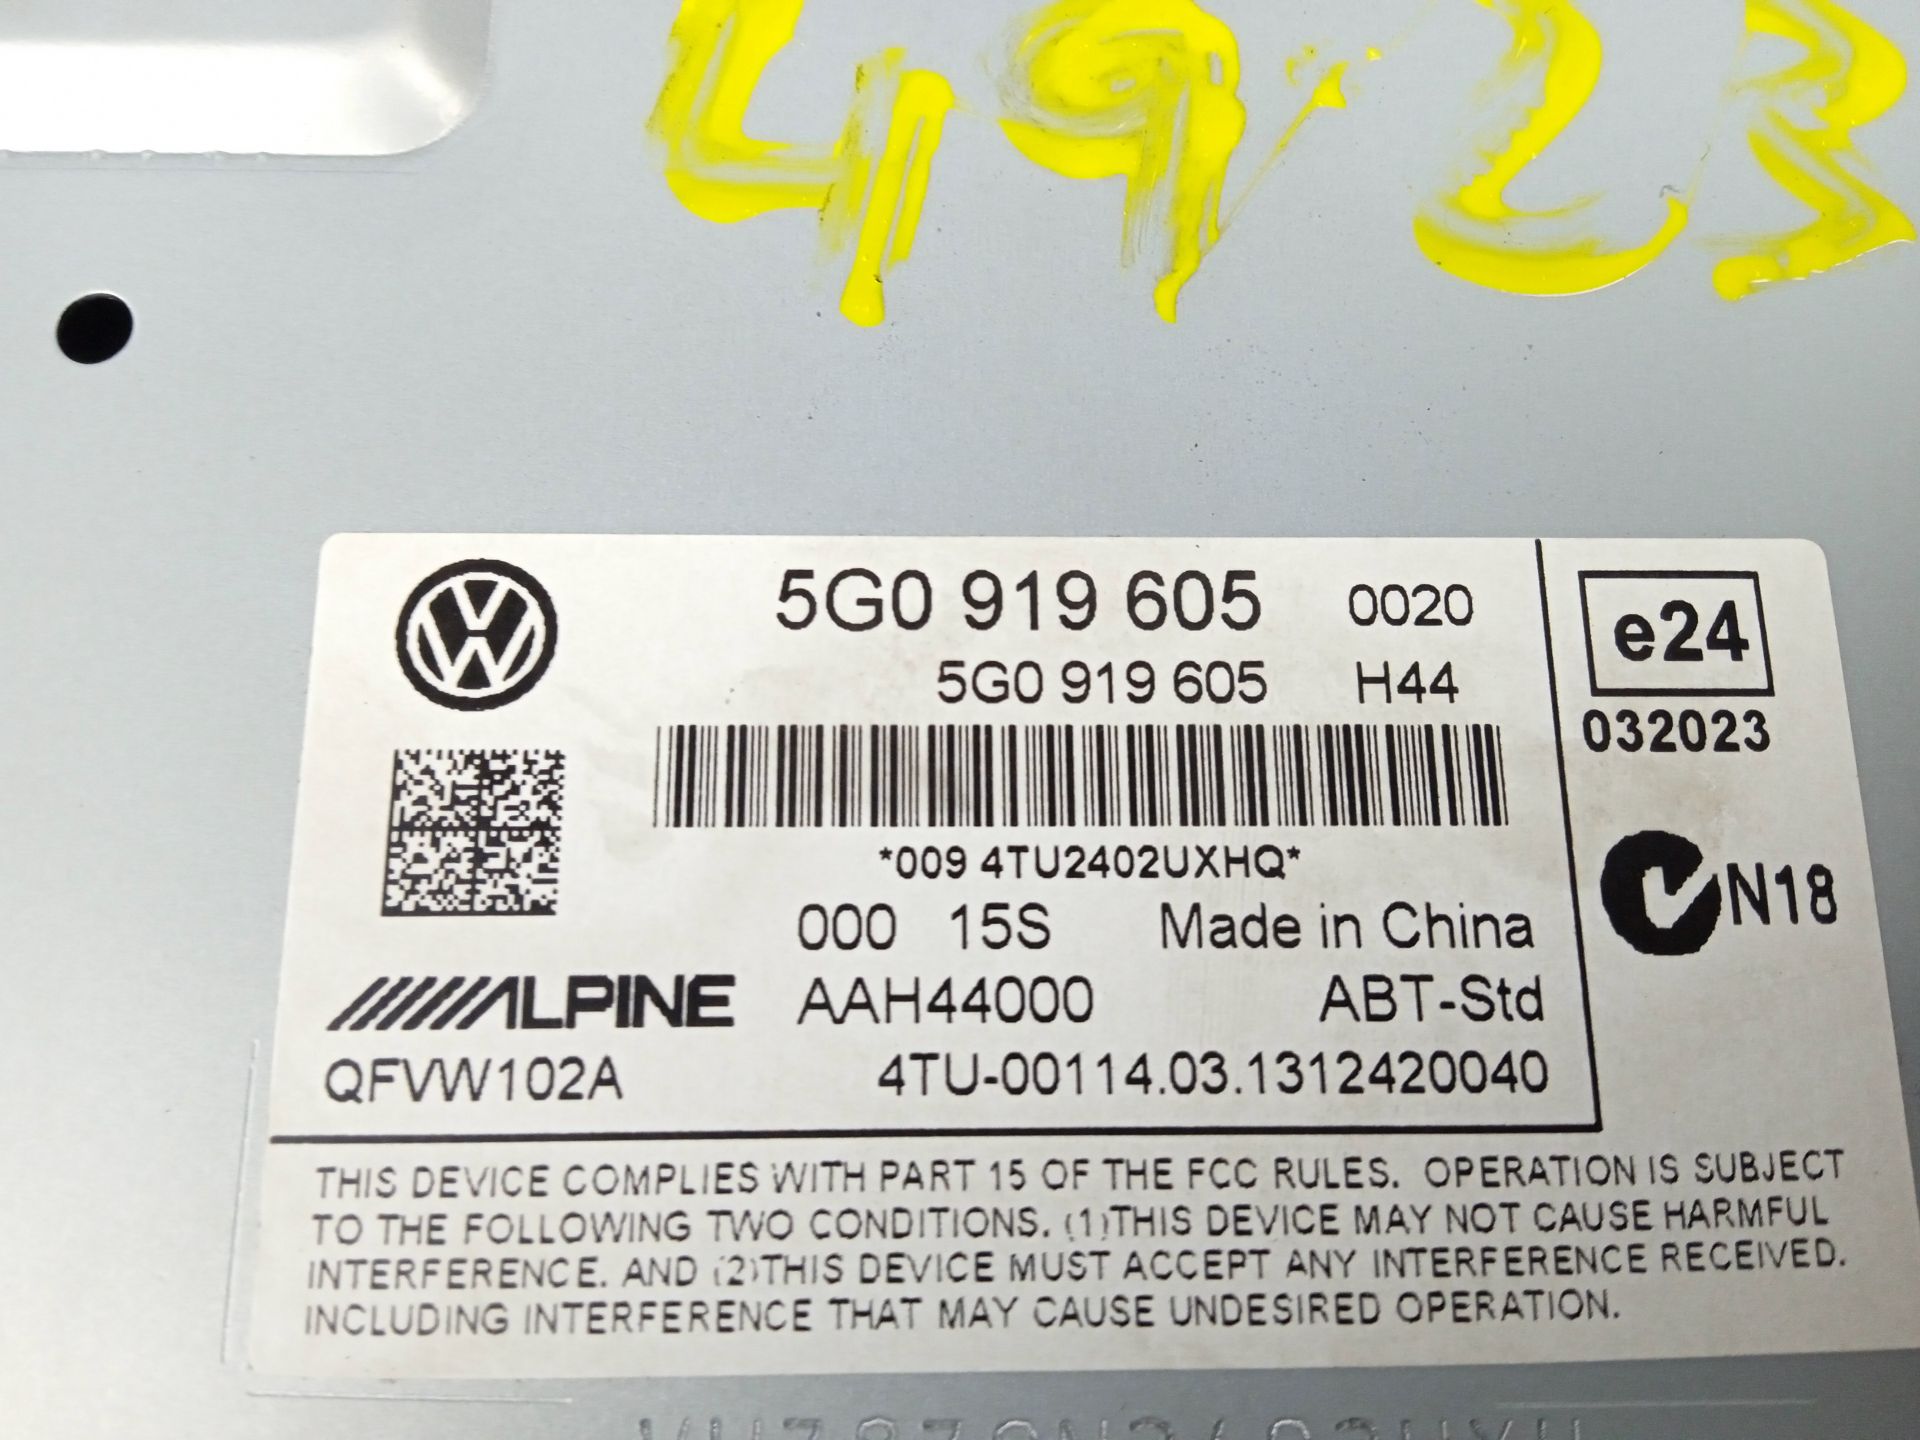 4923
5G0 919 605 0020
5G0 919 605 H44
e24
032023
*009 4TU2402UXHQ*
N18
000 15S Made in China
ALPINE AAH44000 ABT-Std
QFVW102A 4TU-00114.03.1312420040
THIS DEVICE COMPLIES WITH PART 15 OF THE FCC RULES. OPERATION IS SUBJECT
TO THE FOLLOWING TWO CONDITIONS. (1)THIS DEVICE MAY NOT CAUSE HARMFUL
INTERFERENCE. AND (2)THIS DEVICE MUST ACCEPT ANY INTERFERENCE RECEIVED.
INCLUDING INTERFERENCE THAT MAY CAUSE UNDESIRED OPERATION.